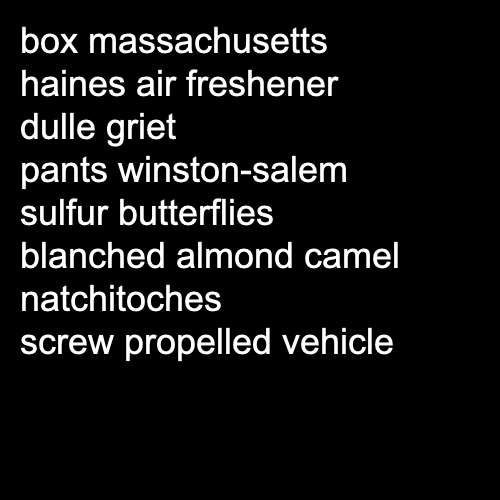 box massachusetts
haines air freshener
dulle griet
pants winston-salem
sulfur butterflies
blanched almond camel
natchitoches
screw propelled vehicle